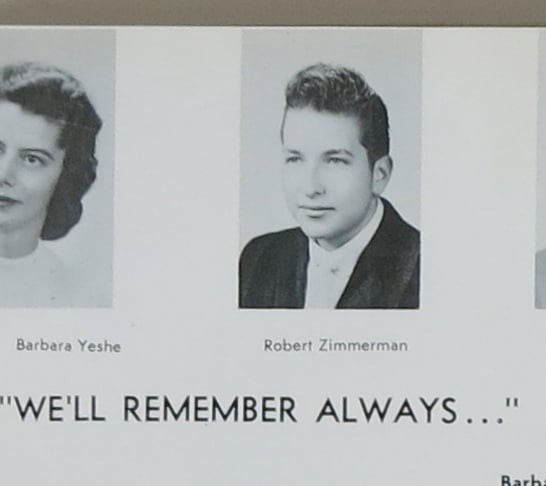 Barbara Yeshe
Robert Zimmerman
"WE'LL REMEMBER ALWAYS..."